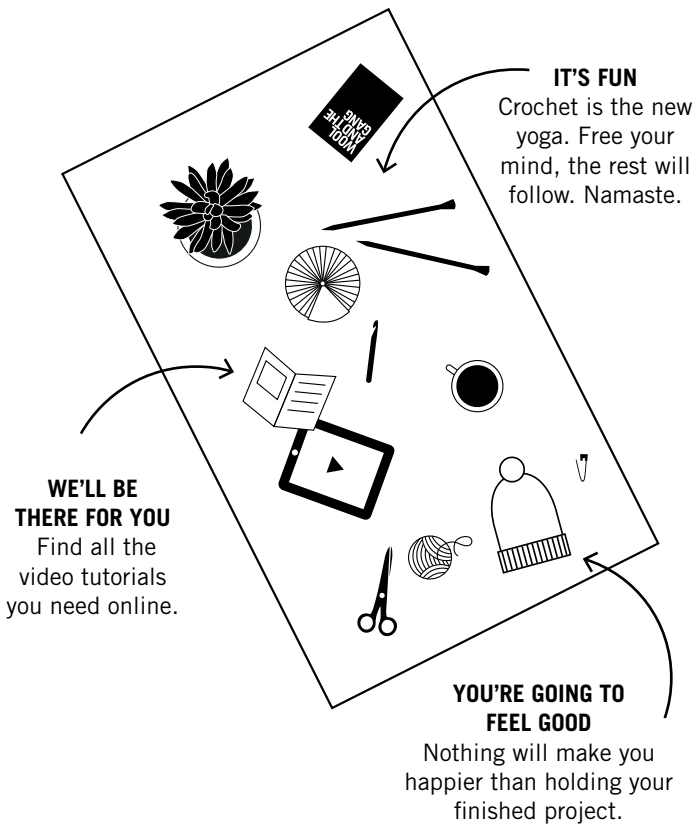 WOOL
AND THE
GANG
IT’S FUN
Crochet is the new
yoga. Free your
mind, the rest will
follow. Namaste.
WE’LL BE
THERE FOR YOU
Find all the
video tutorials
you need online.
YOU’RE GOING TO
FEEL GOOD
Nothing will make you
happier than holding your
finished project.